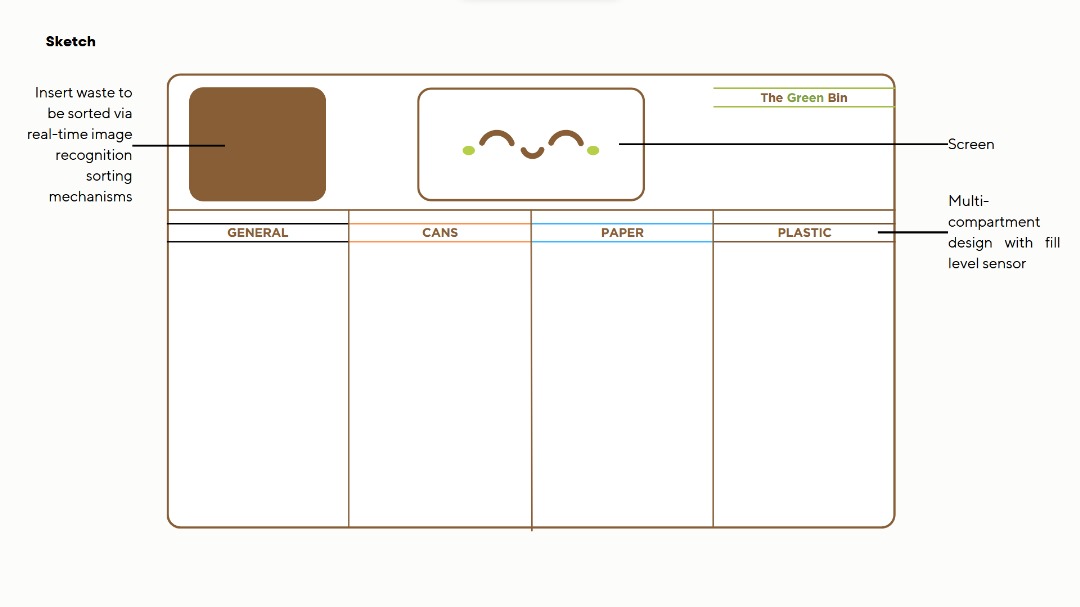 Sketch
Insert waste to
be sorted via
real-time image
recognition
sorting
mechanisms
The Green Bin
Screen
Multi-
compartment
design with fill
level sensor
GENERAL
CANS
PAPER
PLASTIC